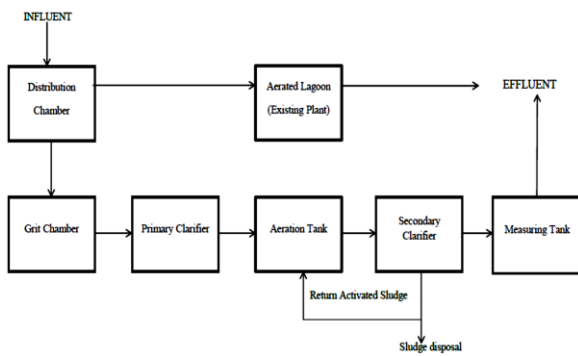 INFLUENT
Distribution
Chamber
Aerated Lagoon
(Existing Plant)
EFFLUENT
Grit Chamber
Primary Clarifier
Aeration Tank
Secondary
Clarifier
Measuring Tank
Return Activated Sludge
Sludge disposal